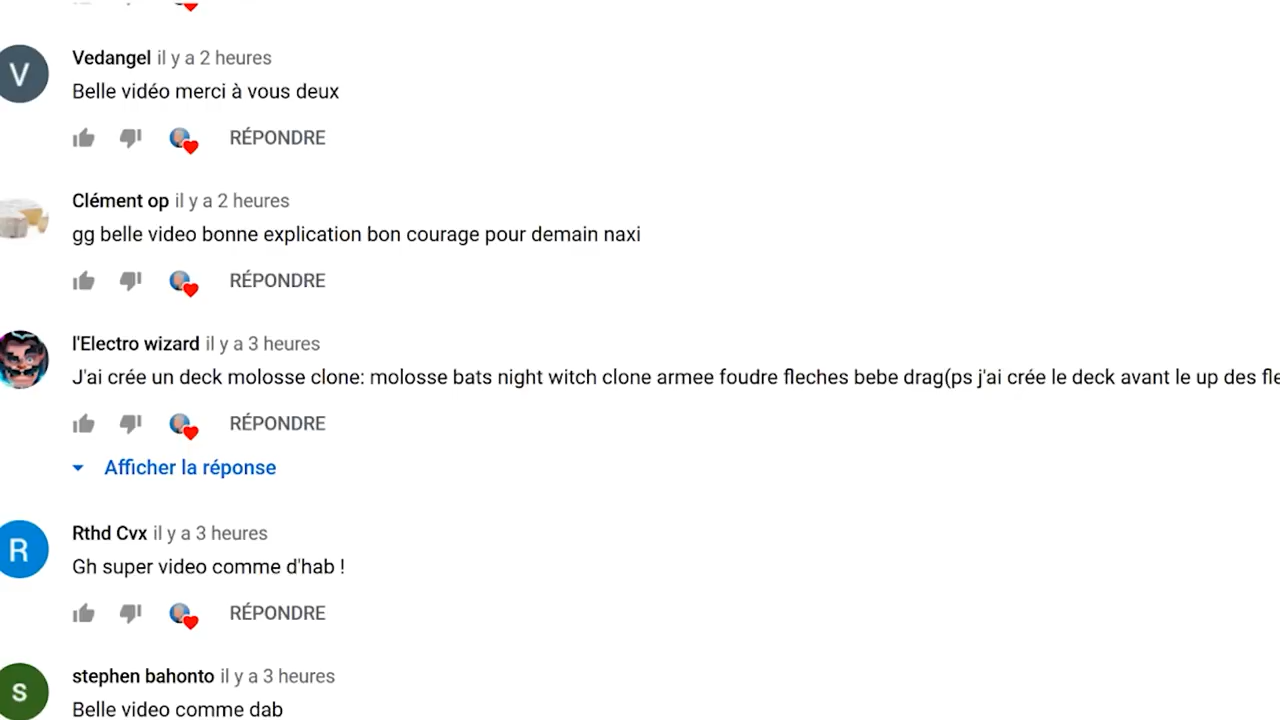 V
Vedangel il y a 2 heures
Belle vidéo merci à vous deux
RÉPONDRE
Clément op il y a 2 heures
gg belle video bonne explication bon courage pour demain naxi
RÉPONDRE
l'Electro wizard il y a 3 heures
J'ai crée un deck molosse clone: molosse bats night witch clone armee foudre fleches bebe drag(ps j'ai crée le deck avant le up des
RÉPONDRE
Afficher la réponse
R
Rthd Cvx il y a 3 heures
Gh super video comme d'hab !
RÉPONDRE
s
stephen bahonto il y a 3 heures
Belle video comme dab